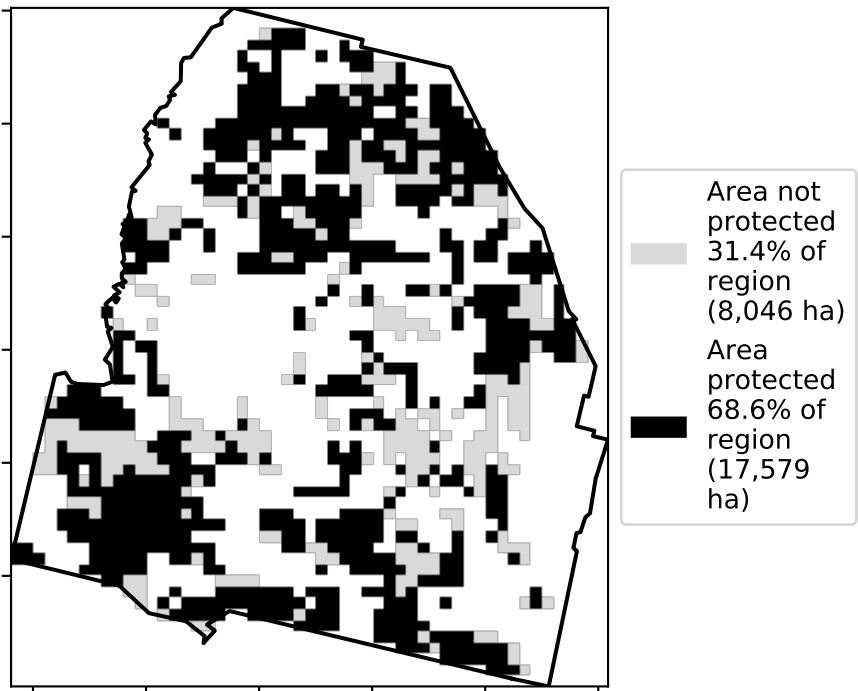 Area not
protected
31.4% of
region
(8,046 ha)
Area
protected
68.6% of
region
(17,579
ha)